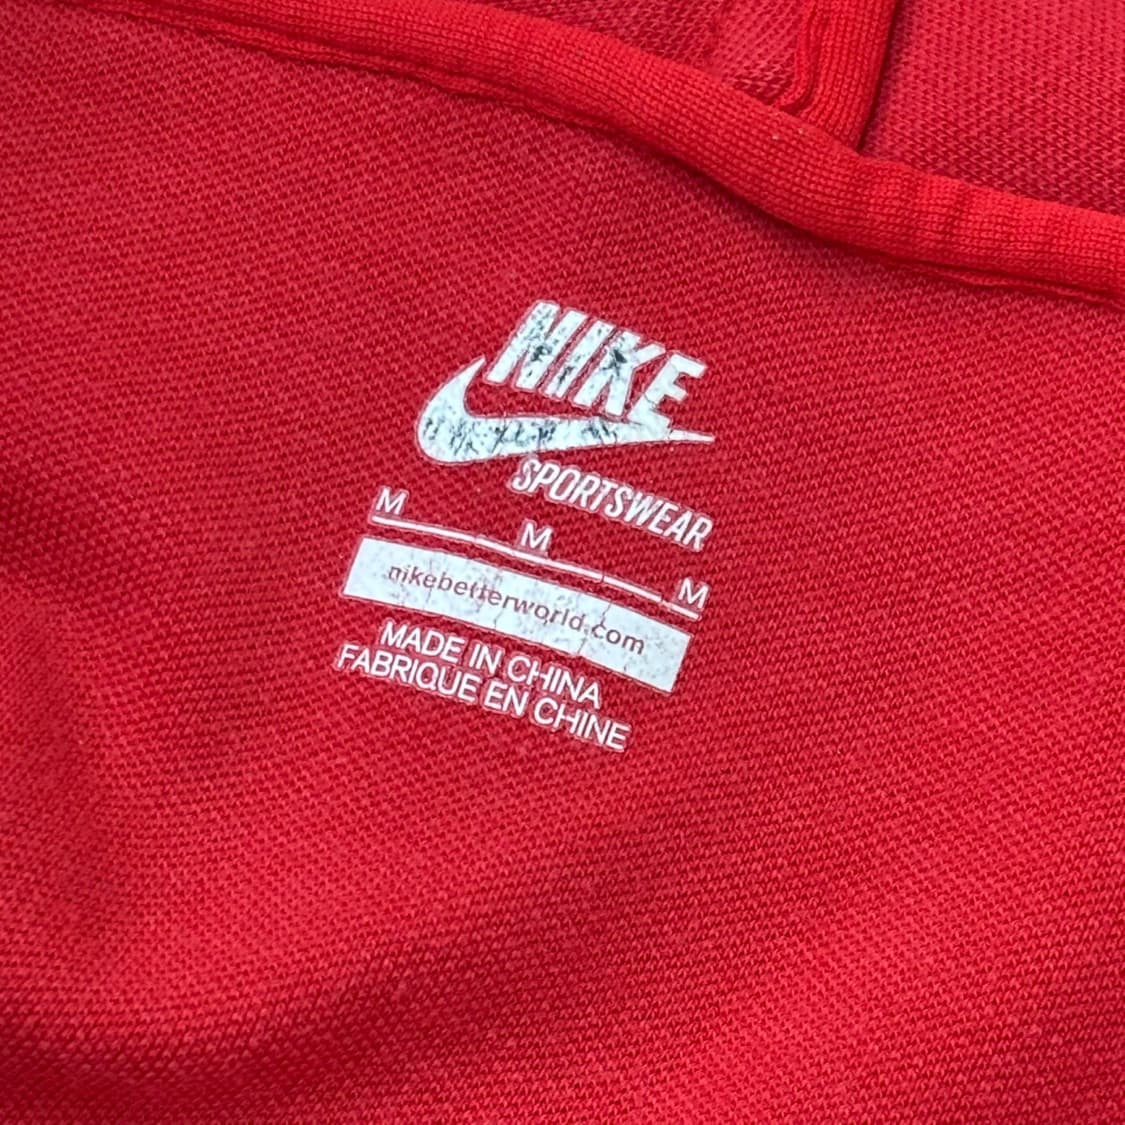 NIKE
SPORTSWEAR
M M M
nikebetterworld.com
MADE IN CHINA
FABRIQUE EN CHINE